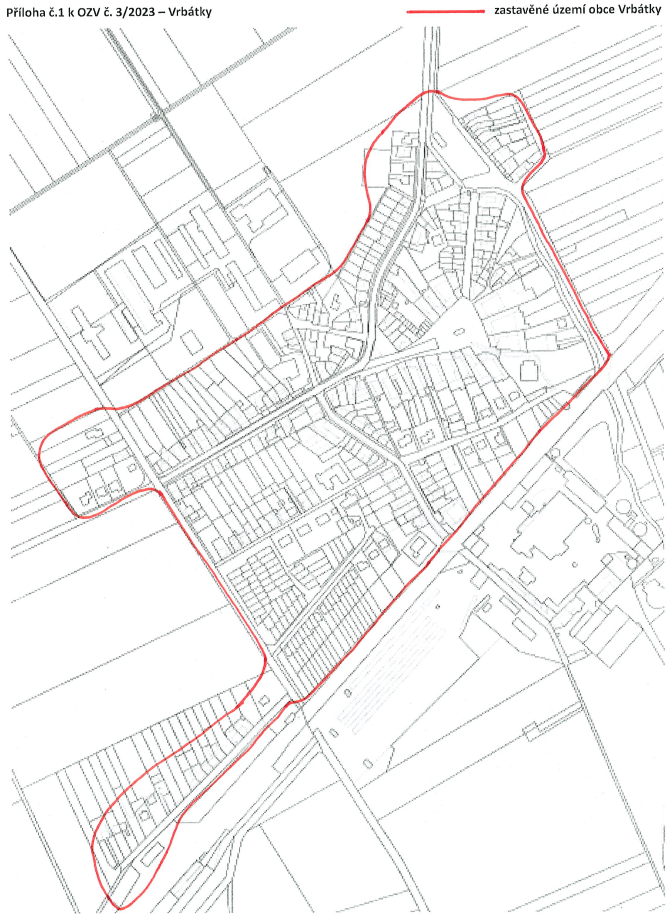 Příloha č.1 k OZV č. 3/2023 – Vrbátky
zastavěné území obce Vrbátky